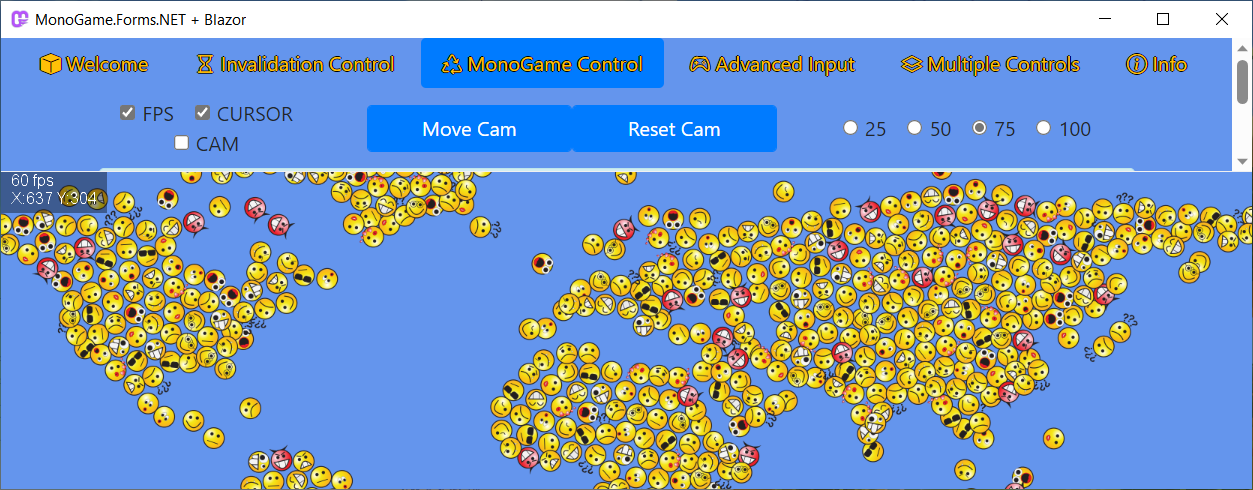 MonoGame.Forms.NET + Blazor
Welcome Invalidation Control MonoGame Control Advanced Input Multiple Controls Info
FPS CURSOR Move Cam Reset Cam 25 50 75 100
CAM
60 fps
X:637 Y:304